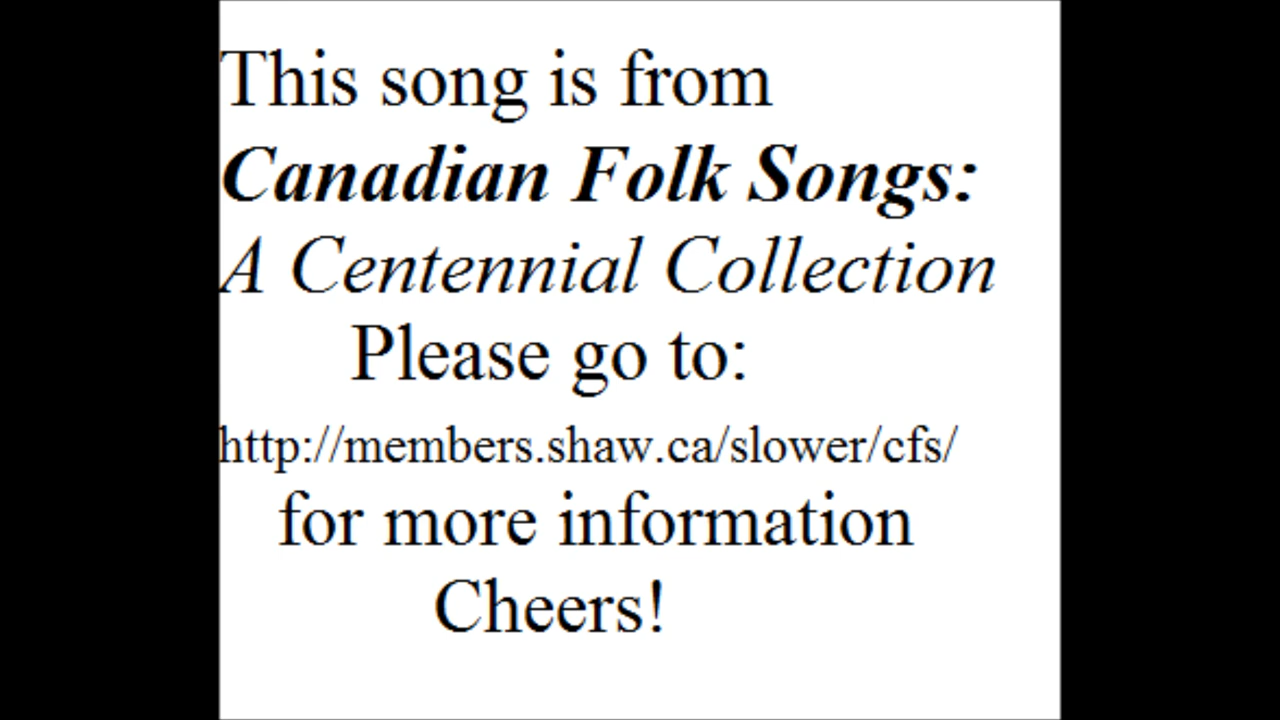 This song is from
Canadian Folk Songs:
A Centennial Collection
Please go to:
http://members.shaw.ca/slower/cfs/
for more information
Cheers!